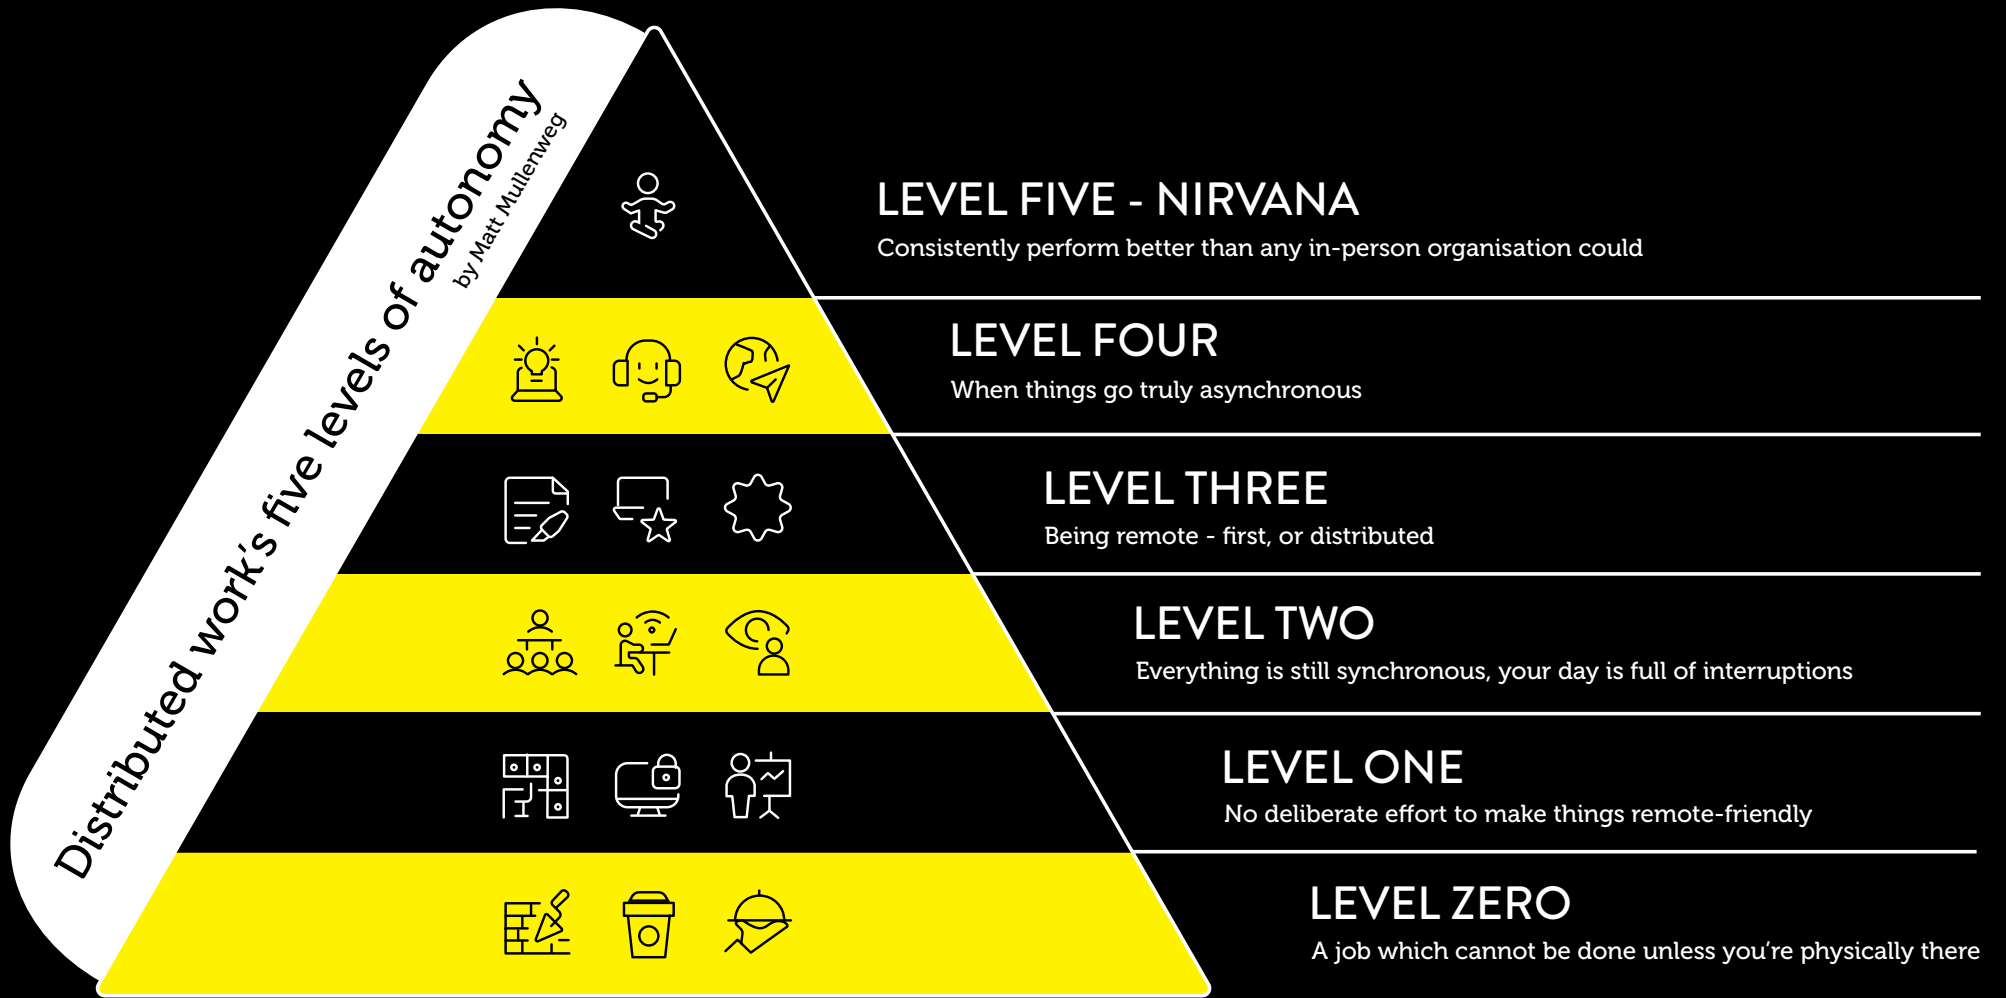 Distributed work's five levels of autonomy
by Matt Mullenweg
LEVEL FIVE - NIRVANA
Consistently perform better than any in-person organisation could
LEVEL FOUR
When things go truly asynchronous
LEVEL THREE
Being remote - first, or distributed
LEVEL TWO
Everything is still synchronous, your day is full of interruptions
LEVEL ONE
No deliberate effort to make things remote-friendly
LEVEL ZERO
A job which cannot be done unless you're physically there